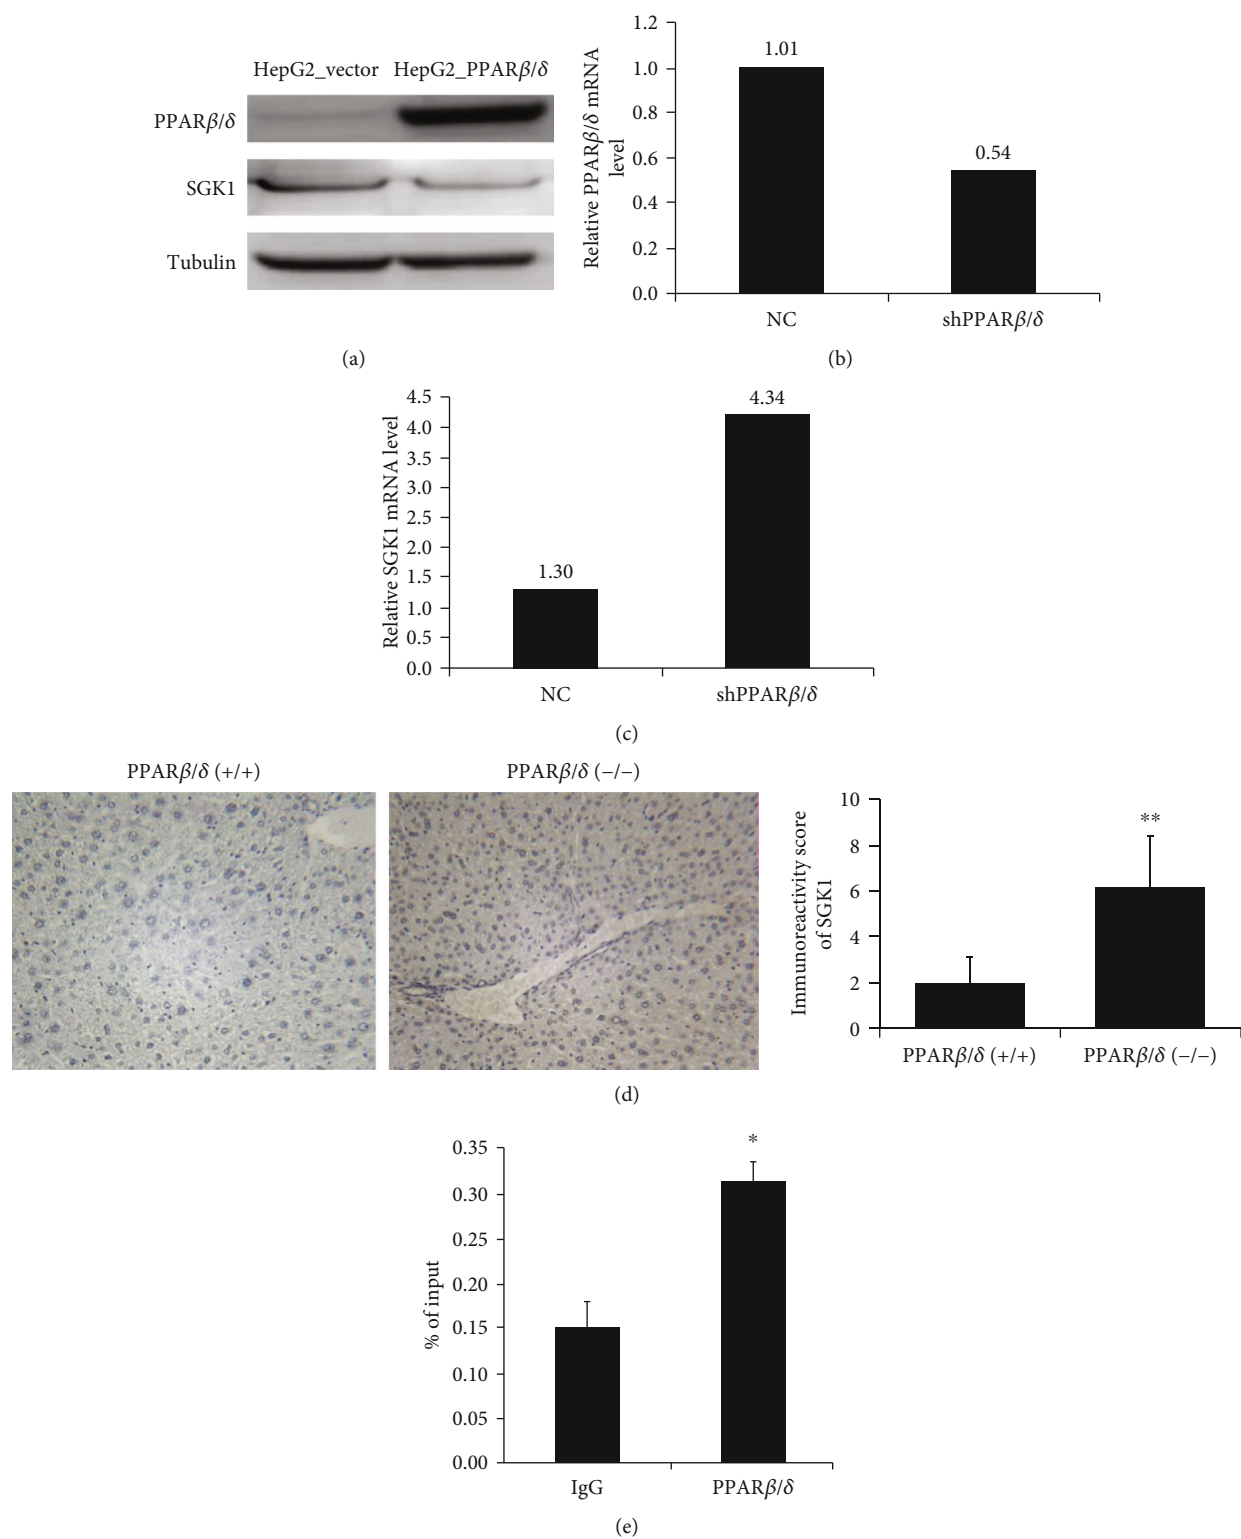 HepG2_vector HepG2_PPARβ/δ
PPARβ/δ
SGK1
Tubulin
(a)
Relative PPARβ/δ mRNA
level
1.2
1.0
0.8
0.6
0.4
0.2
0.0
1.01
0.54
NC shPPARβ/δ
(b)
Relative SGK1 mRNA level
4.5
4.0
3.5
3.0
2.5
2.0
1.5
1.0
0.5
0.0
1.30
4.34
NC shPPARβ/δ
(c)
PPARβ/δ (+/+) PPARβ/δ (−/−)
Immunoreactivity score
of SGK1
10
8
6
4
2
0
**
PPARβ/δ (+/+) PPARβ/δ (−/−)
(d)
% of input
0.35
0.30
0.25
0.20
0.15
0.10
0.05
0.00
*
IgG PPARβ/δ
(e)